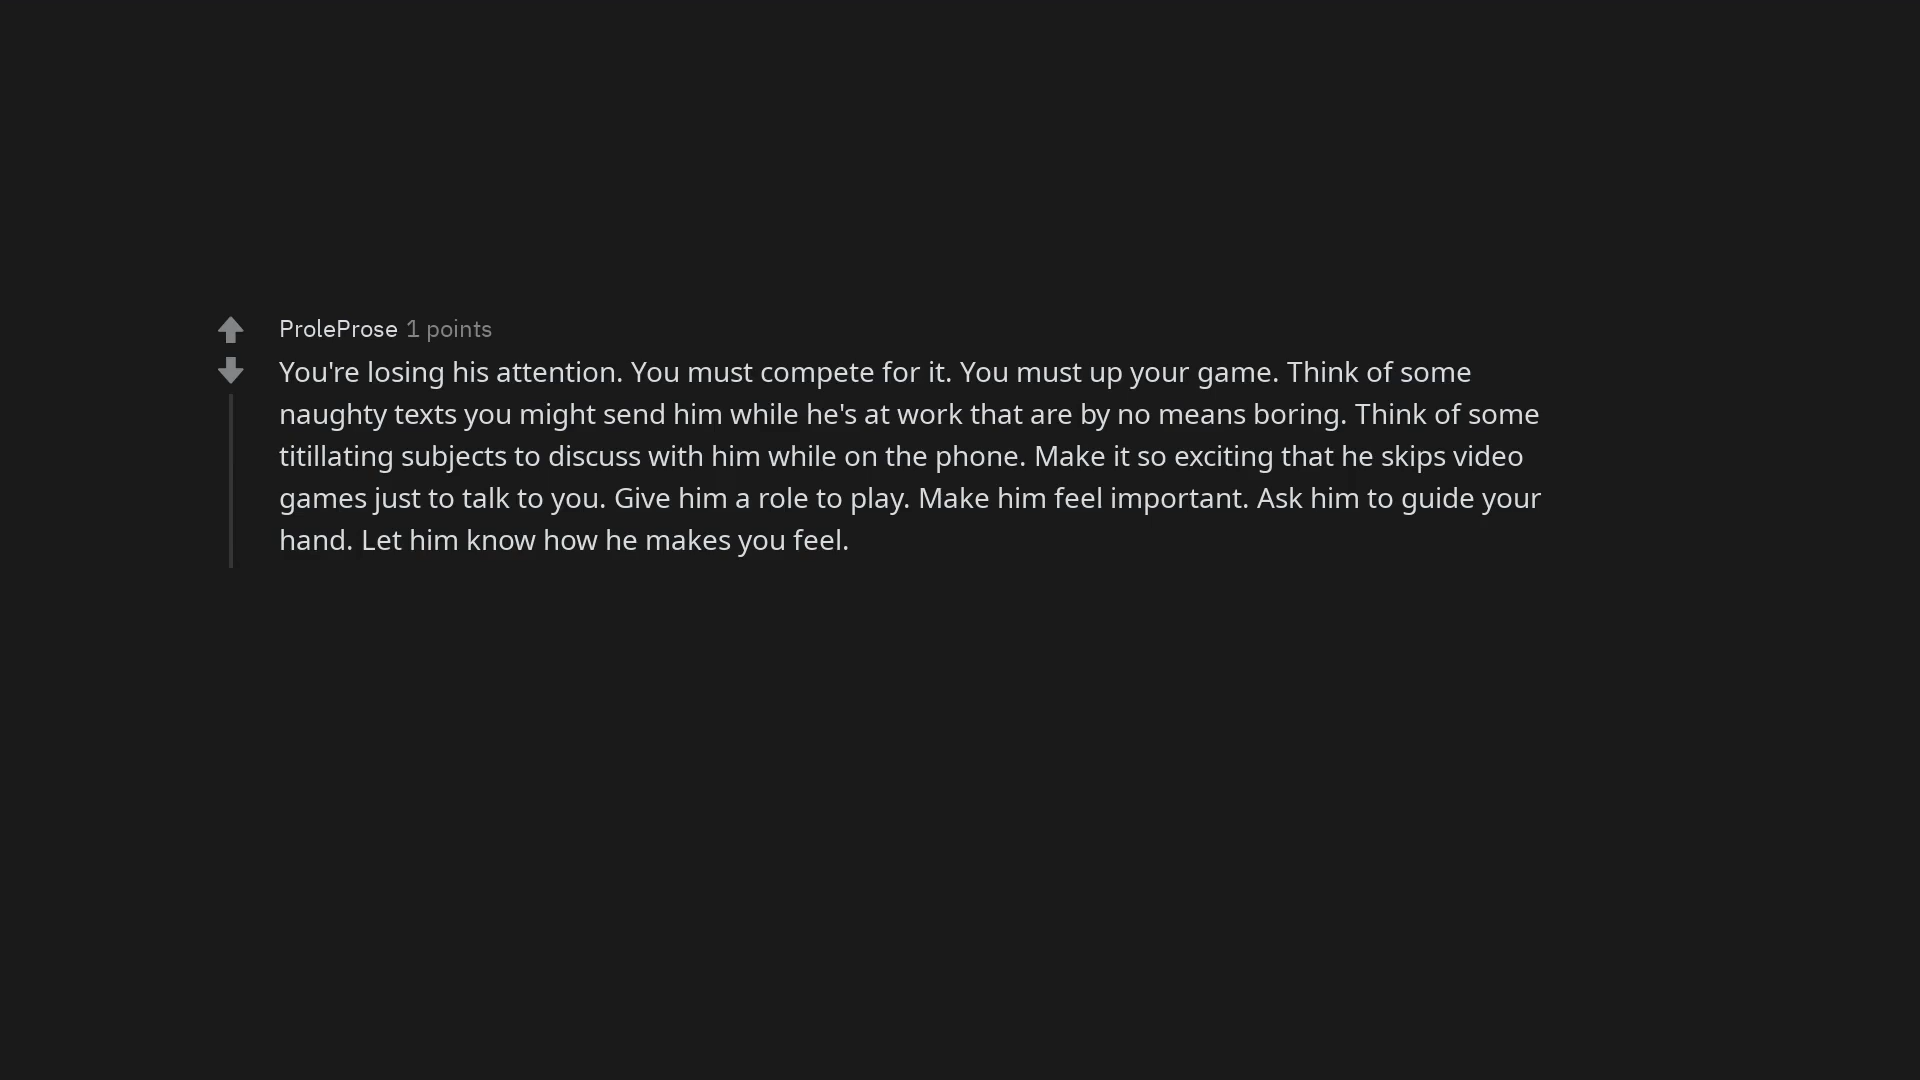 ProleProse 1 points
You're losing his attention. You must compete for it. You must up your game. Think of some
naughty texts you might send him while he's at work that are by no means boring. Think of some
titillating subjects to discuss with him while on the phone. Make it so exciting that he skips video
games just to talk to you. Give him a role to play. Make him feel important. Ask him to guide your
hand. Let him know how he makes you feel.